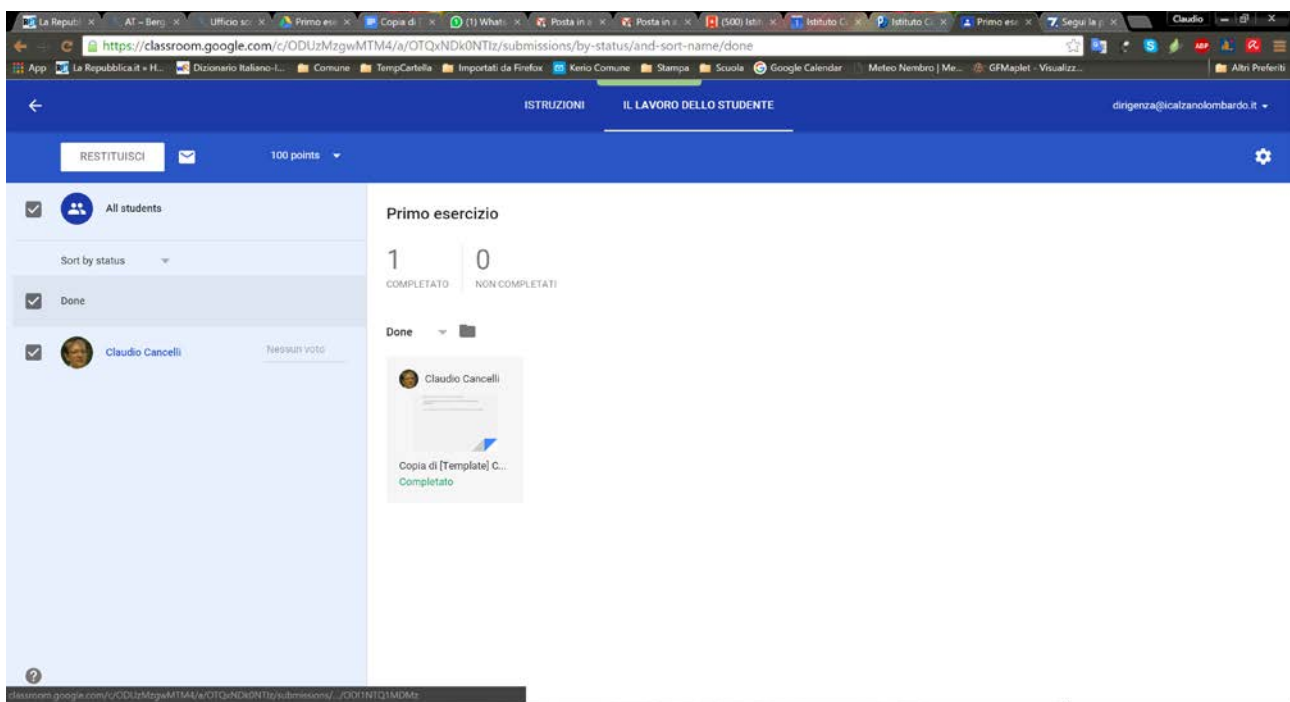 La Repubbl
AT - Berg
Ufficio sco
Primo ese
Copia di [
(1) Whats
Posta in a
Posta in a
(500) Istit
Istituto C
Istituto C
Primo ese
Segui la p
Claudio
https://classroom.google.com/c/ODUzMzgwMTM4/a/OTQxNDk0NTIz/submissions/by-status/and-sort-name/done
App
La Repubblica.it » H...
Dizionario Italiano-I...
Comune
TempCartella
Importati da Firefox
Kerio Comune
Stampa
Scuola
Google Calendar
Meteo Nembro | Me...
GFMaplet - Visualizz...
Altri Preferiti
ISTRUZIONI
IL LAVORO DELLO STUDENTE
dirigenza@icalzanolombardo.it
RESTITUISCI
100 points
All students
Sort by status
Done
Claudio Cancelli
Nessun voto
Primo esercizio
1
0
COMPLETATO
NON COMPLETATI
Done
Claudio Cancelli
Copia di [Template] C...
Completato